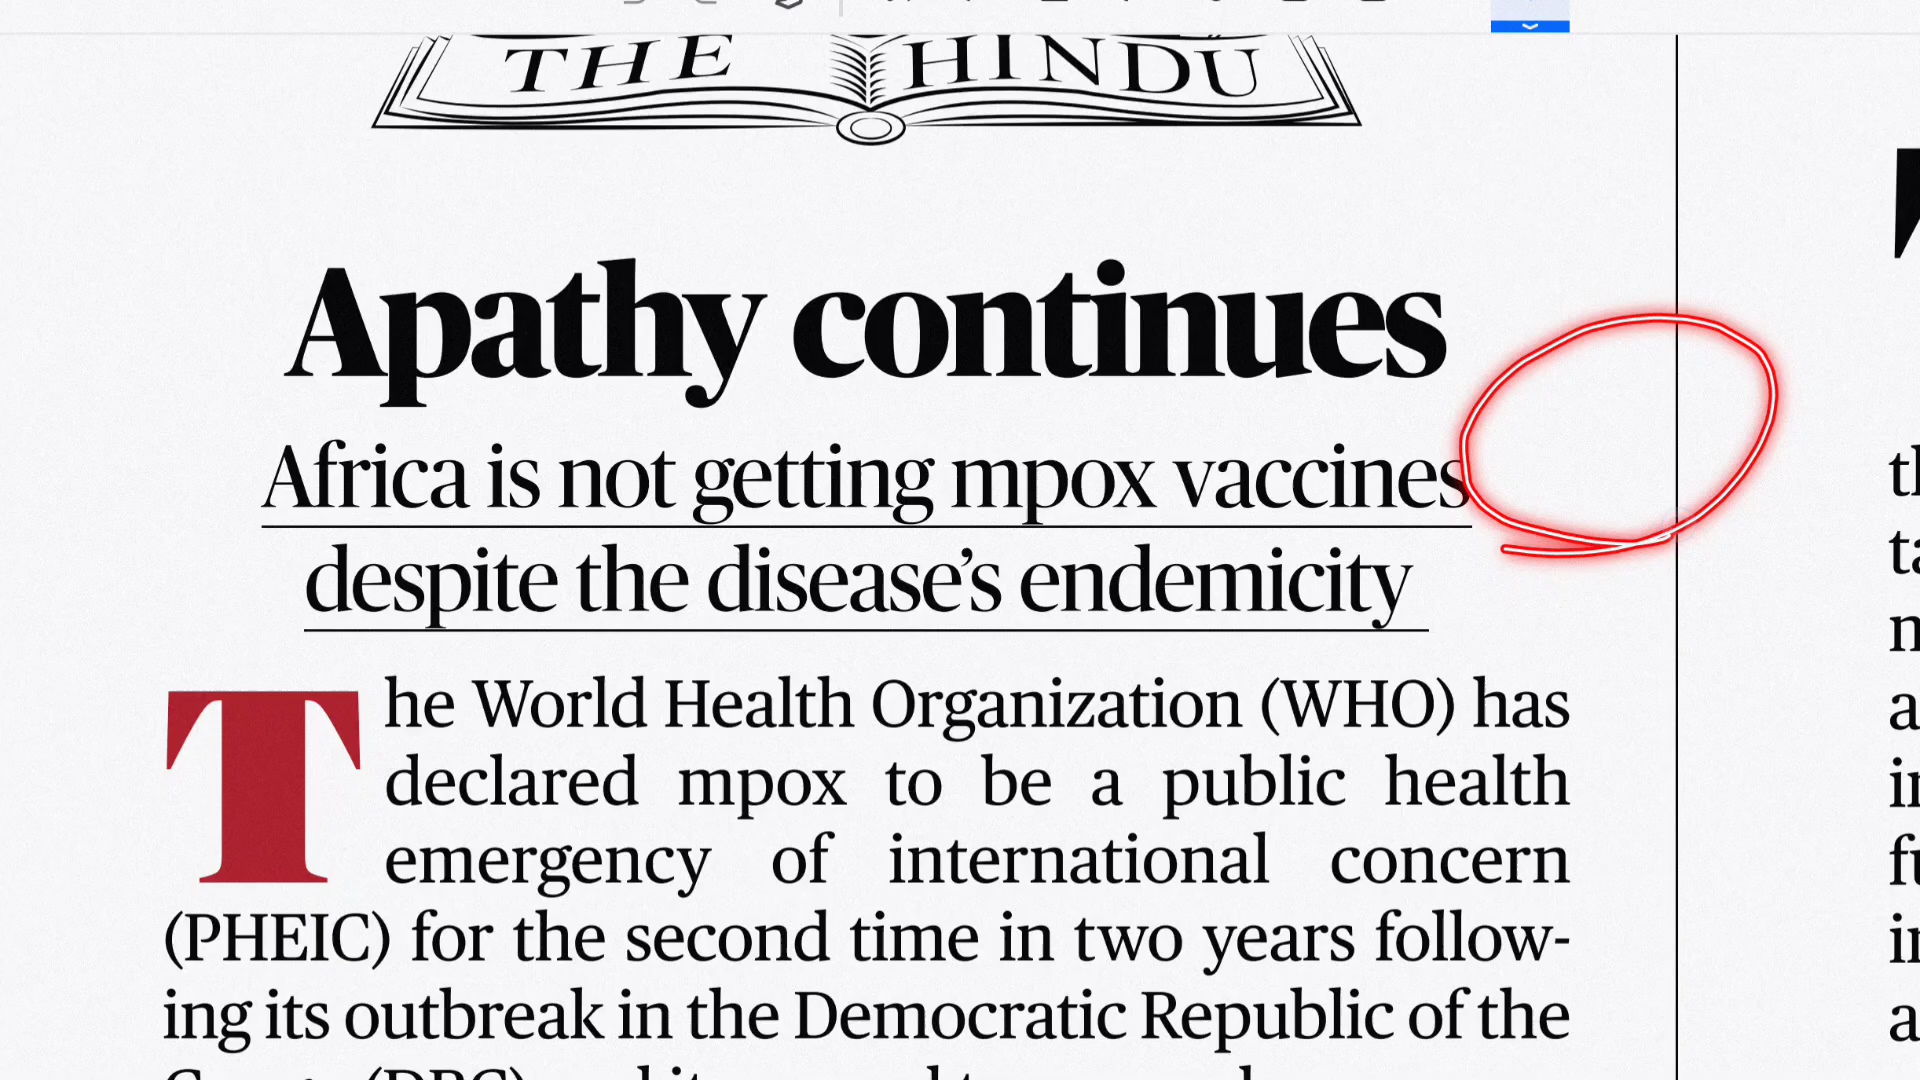 THE HINDU
Apathy continues
Africa is not getting mpox vaccines
despite the disease’s endemicity
The World Health Organization (WHO) has
declared mpox to be a public health
emergency of international concern
(PHEIC) for the second time in two years follow-
ing its outbreak in the Democratic Republic of the